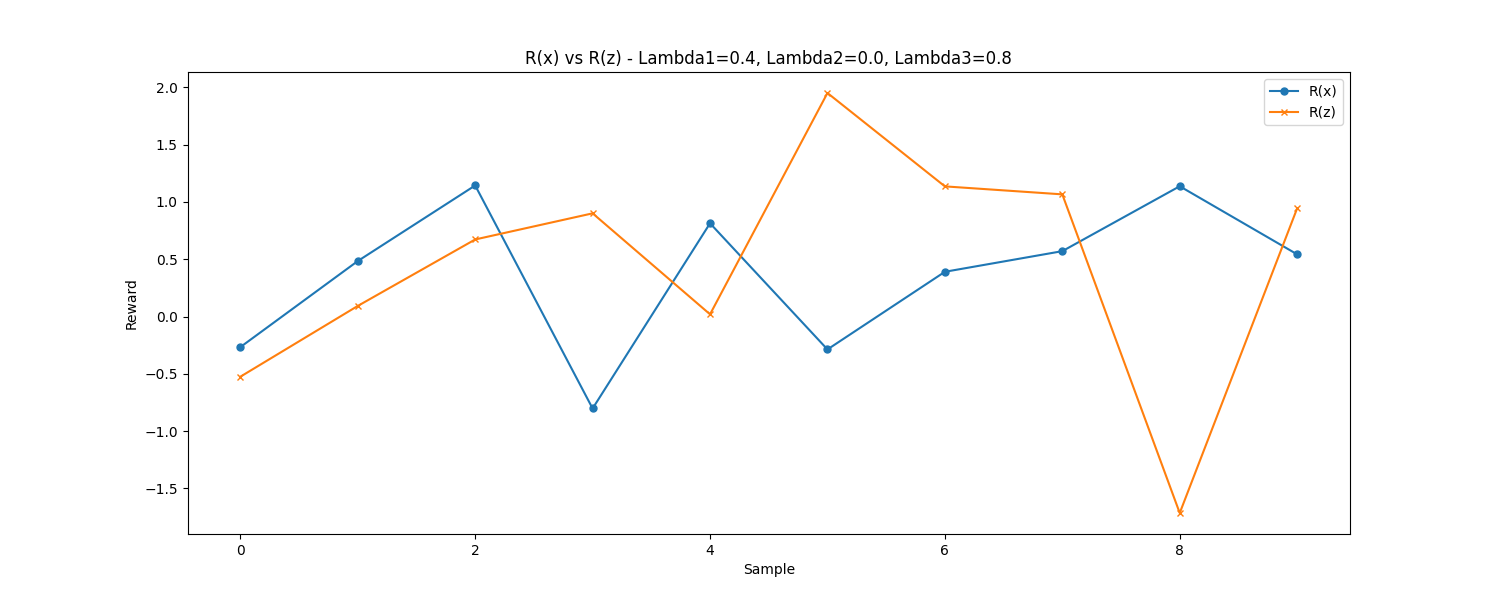 R(x) vs R(z) - Lambda1=0.4, Lambda2=0.0, Lambda3=0.8
R(x)
R(z)
2.0
1.5
1.0
0.5
0.0
−0.5
−1.0
−1.5
Reward
0 2 4 6 8
Sample